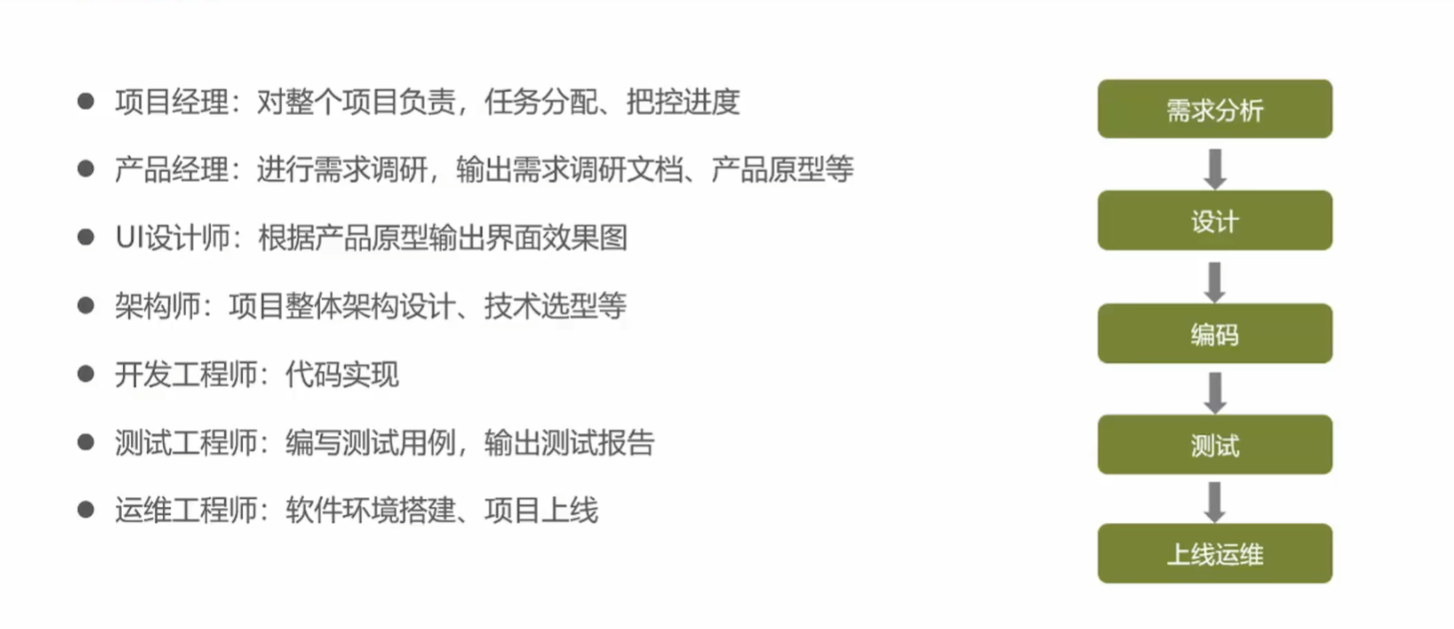 项目经理：对整个项目负责，任务分配、把控进度
产品经理：进行需求调研，输出需求调研文档、产品原型等
UI设计师：根据产品原型输出界面效果图
架构师：项目整体架构设计、技术选型等
开发工程师：代码实现
测试工程师：编写测试用例，输出测试报告
运维工程师：软件环境搭建、项目上线
需求分析
设计
编码
测试
上线运维